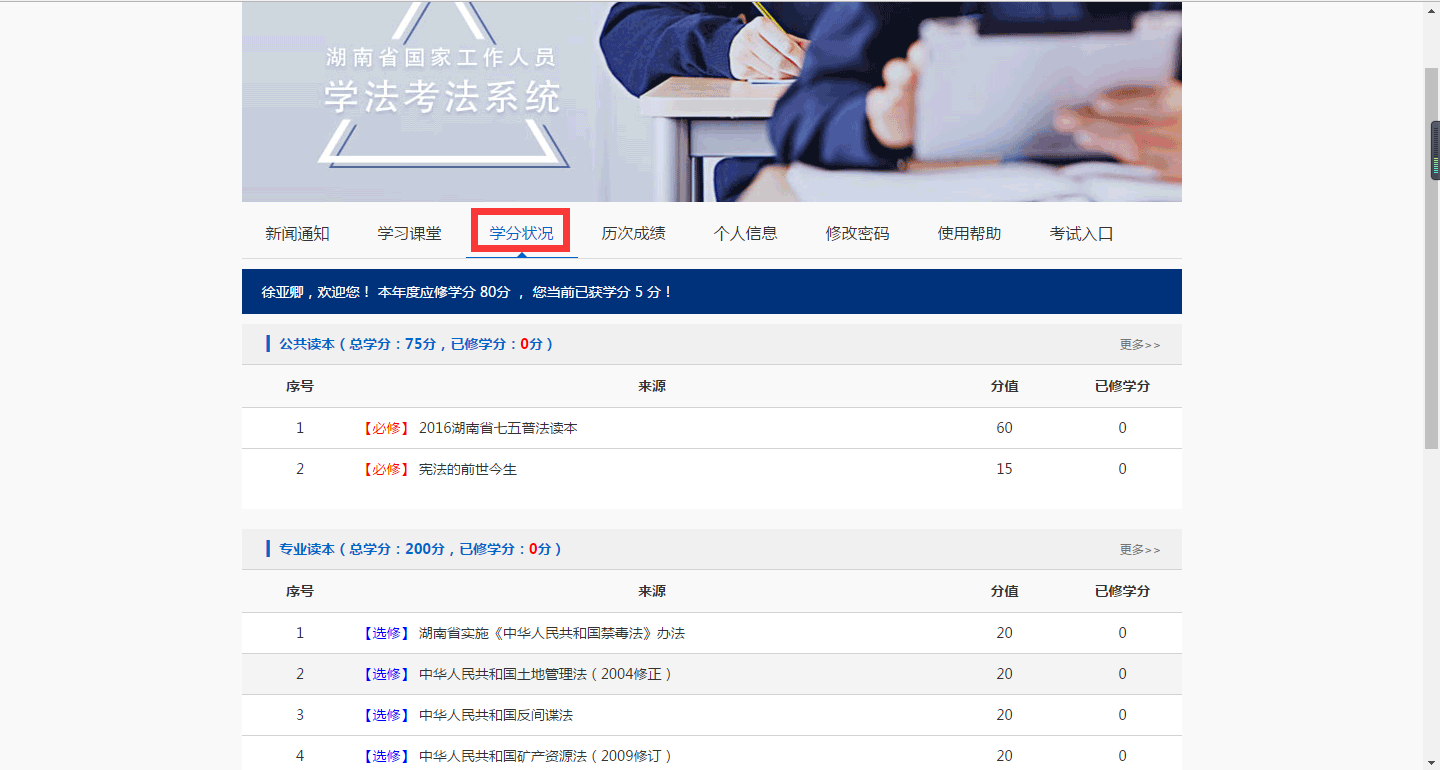 湖南省国家工作人员
学法考法系统
新闻通知 学习课堂 学分状况 历次成绩 个人信息 修改密码 使用帮助 考试入口
徐亚卿，欢迎您！ 本年度应修学分 80分 ， 您当前已获学分 5 分！
公共读本（总学分：75分，已修学分：0分） 更多>>
序号 来源 分值 已修学分
1 【必修】 2016湖南省七五普法读本 60 0
2 【必修】 宪法的前世今生 15 0
专业读本（总学分：200分，已修学分：0分） 更多>>
序号 来源 分值 已修学分
1 【选修】 湖南省实施《中华人民共和国禁毒法》办法 20 0
2 【选修】 中华人民共和国土地管理法（2004修正） 20 0
3 【选修】 中华人民共和国反间谍法 20 0
4 【选修】 中华人民共和国矿产资源法（2009修订） 20 0